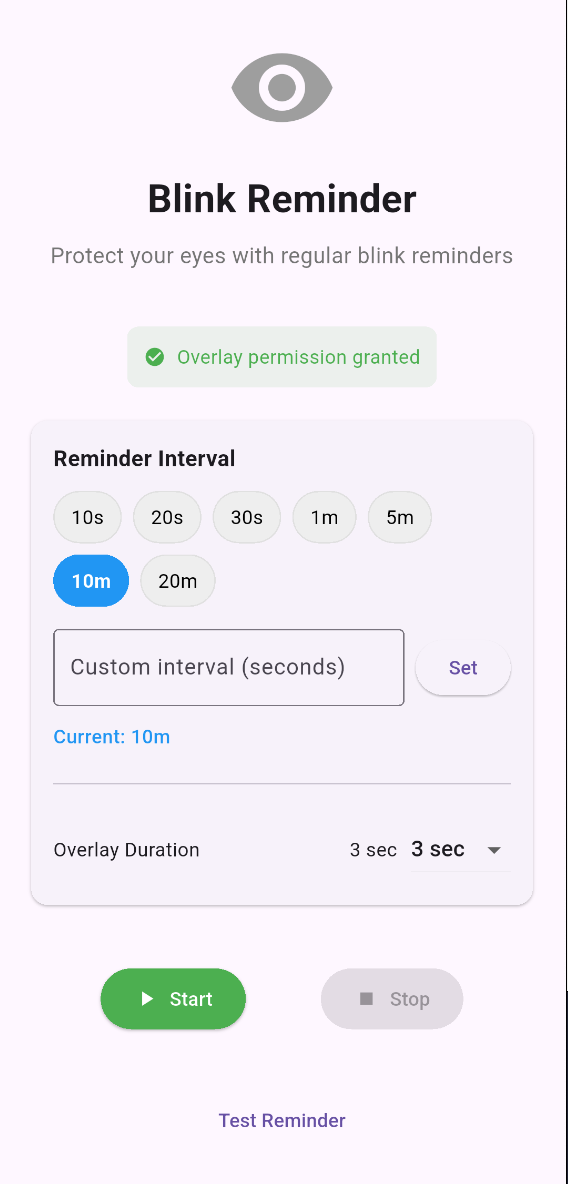 Blink Reminder
Protect your eyes with regular blink reminders
Overlay permission granted
Reminder Interval
10s 20s 30s 1m 5m
10m 20m
Custom interval (seconds) Set
Current: 10m
Overlay Duration 3 sec 3 sec
Start Stop
Test Reminder